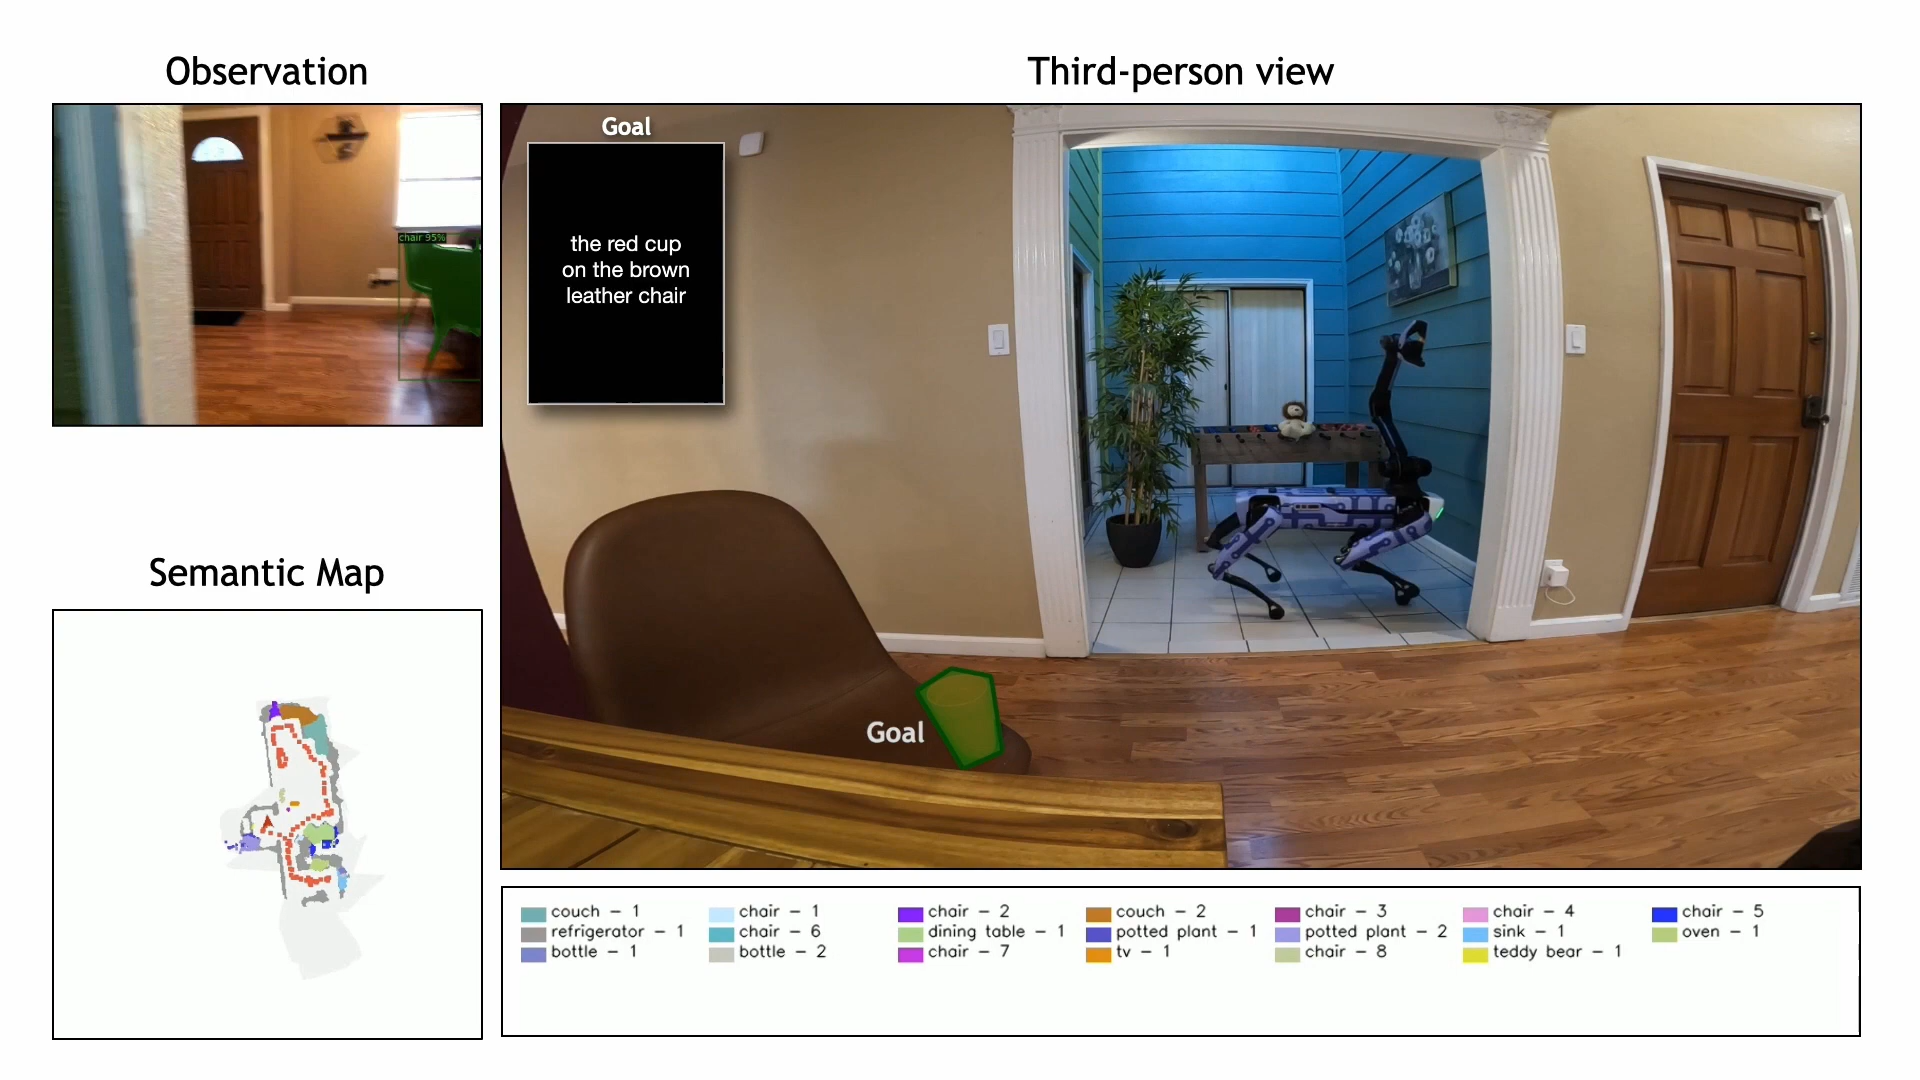 Observation
Third-person view
chair 95%
Goal
the red cup
on the brown
leather chair
Goal
Semantic Map
couch – 1
chair – 1
chair – 2
couch – 2
chair – 3
chair – 4
chair – 5
refrigerator – 1
chair – 6
dining table – 1
potted plant – 1
potted plant – 2
sink – 1
oven – 1
bottle – 1
bottle – 2
chair – 7
tv – 1
chair – 8
teddy bear – 1